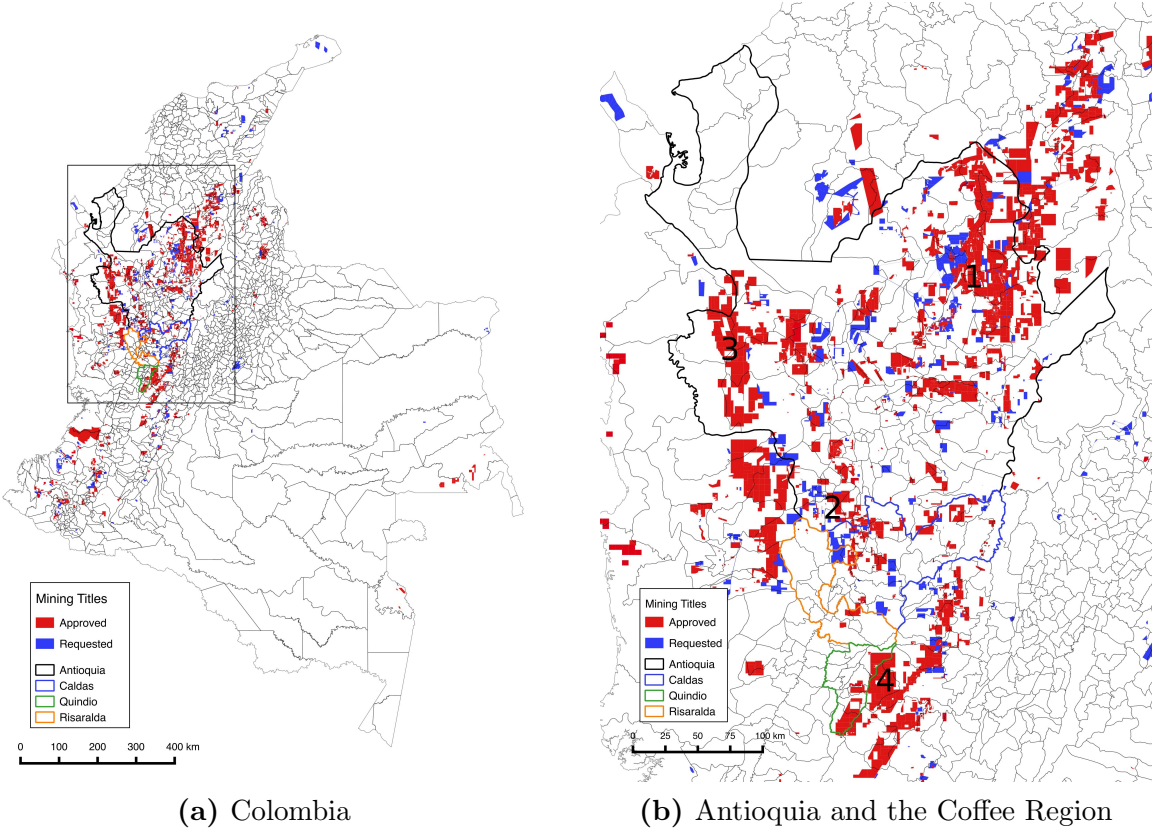 Mining Titles
Approved
Requested
Antioquia
Caldas
Quindio
Risaralda
0 100 200 300 400 km
(a) Colombia
1
3
2
4
Mining Titles
Approved
Requested
Antioquia
Caldas
Quindio
Risaralda
0 25 50 75 100 km
(b) Antioquia and the Coffee Region